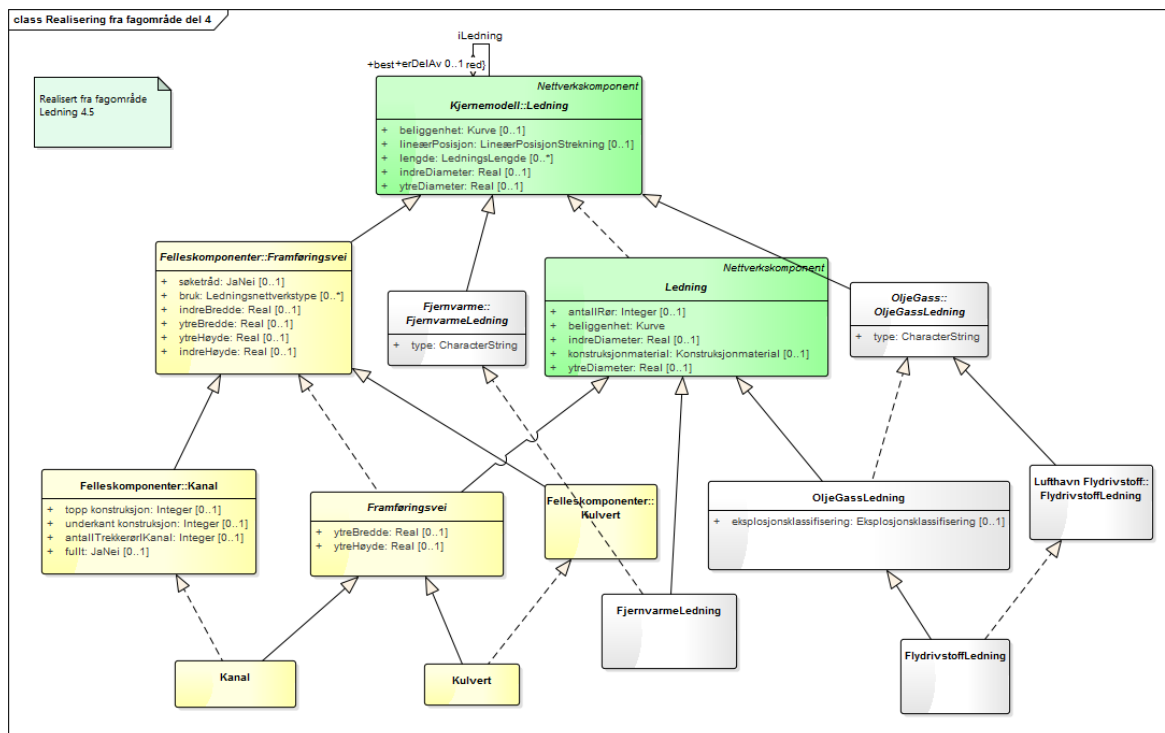 class Realisering fra fagområde del 4
Realisert fra fagområde
Ledning 4.5
iLedning
+best +erDelAv 0..1 red}
Nettverkskomponent
Kjernemodell::Ledning
+ beliggenhet: Kurve [0..1]
+ lineærPosisjon: LineærPosisjonStrekning [0..1]
+ lengde: LedningsLengde [0..*]
+ indreDiameter: Real [0..1]
+ ytreDiameter: Real [0..1]
Felleskomponenter::Framføringsvei
+ søketråd: JaNei [0..1]
+ bruk: Ledningsnettverkstype [0..*]
+ indreBredde: Real [0..1]
+ ytreBredde: Real [0..1]
+ ytreHøyde: Real [0..1]
+ indreHøyde: Real [0..1]
Fjernvarme::
FjernvarmeLedning
+ type: CharacterString
Nettverkskomponent
Ledning
+ antallRør: Integer [0..1]
+ beliggenhet: Kurve
+ indreDiameter: Real [0..1]
+ konstruksjonmaterial: Konstruksjonmaterial [0..1]
+ ytreDiameter: Real [0..1]
OljeGass::
OljeGassLedning
+ type: CharacterString
Felleskomponenter::Kanal
+ topp konstruksjon: Integer [0..1]
+ underkant konstruksjon: Integer [0..1]
+ antallTrekkerørIKanal: Integer [0..1]
+ fullt: JaNei [0..1]
Framføringsvei
+ ytreBredde: Real [0..1]
+ ytreHøyde: Real [0..1]
Felleskomponenter::
Kulvert
OljeGassLedning
+ eksplosjonsklassifisering: Eksplosjonsklassifisering [0..1]
Lufthavn Flydrivstoff::
FlydrivstoffLedning
Kanal
Kulvert
FjernvarmeLedning
FlydrivstoffLedning